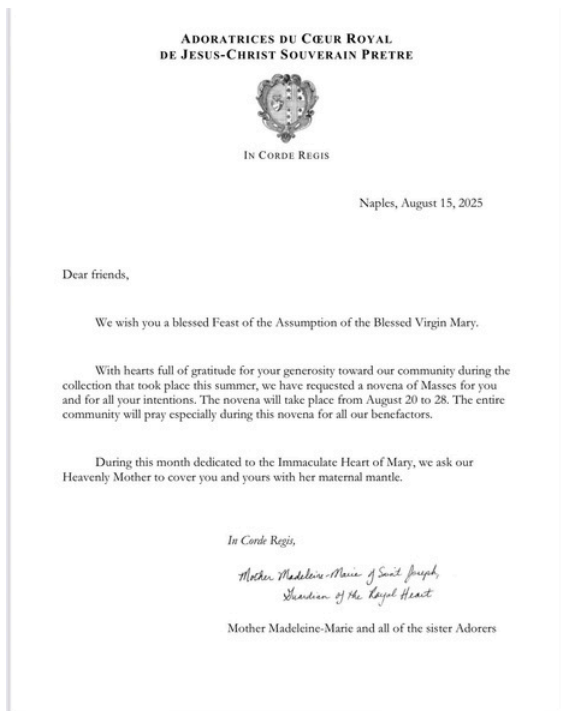 ADORATRICES DU CŒUR ROYAL
DE JESUS-CHRIST SOUVERAIN PRETRE
IN CORDE REGIS
Naples, August 15, 2025
Dear friends,
We wish you a blessed Feast of the Assumption of the Blessed Virgin Mary.
With hearts full of gratitude for your generosity toward our community during the
collection that took place this summer, we have requested a novena of Masses for you
and for all your intentions. The novena will take place from August 20 to 28. The entire
community will pray especially during this novena for all our benefactors.
During this month dedicated to the Immaculate Heart of Mary, we ask our
Heavenly Mother to cover you and yours with her maternal mantle.
In Corde Regis,
Mother Madeleine-Marie of Saint Joseph,
Guardian of the Royal Heart
Mother Madeleine-Marie and all of the sister Adorers